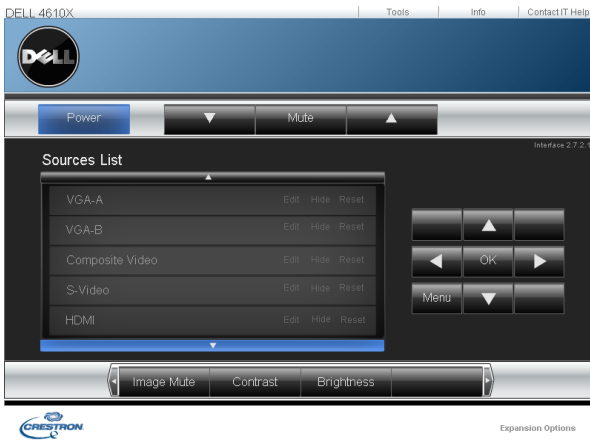 DELL 4610X
Tools
Info
Contact IT Help
DELL
Power
Mute
Interface 2.7.2.1
Sources List
VGA-A Edit Hide Reset
VGA-B Edit Hide Reset
Composite Video Edit Hide Reset
S-Video Edit Hide Reset
HDMI Edit Hide Reset
OK
Menu
Image Mute
Contrast
Brightness
CRESTRON
Expansion Options